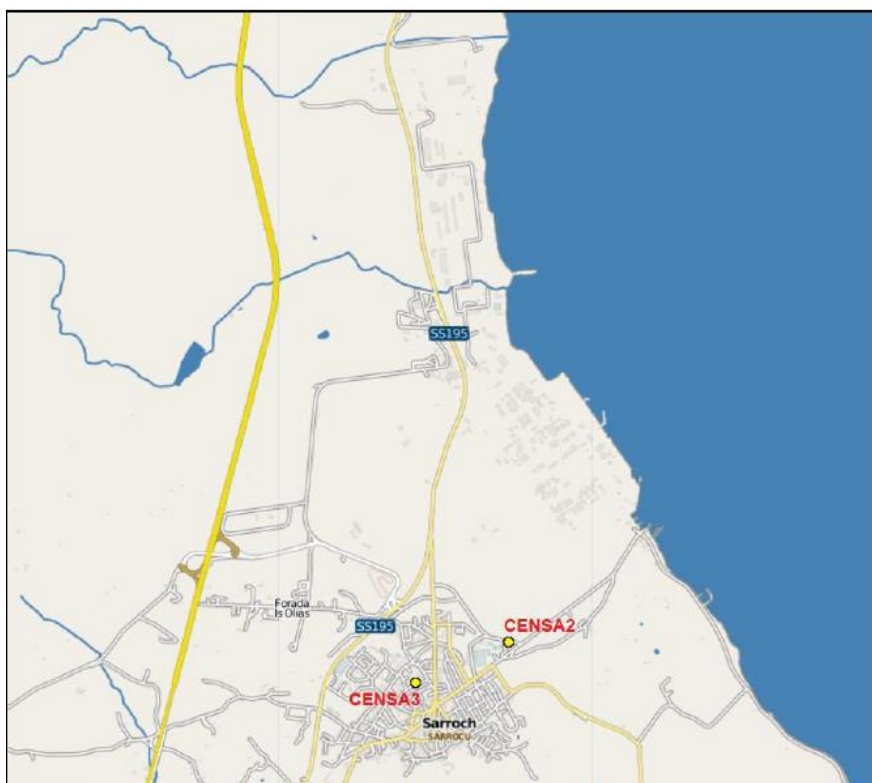 SS195
Forada
Is Olias
SS195
CENSA2
CENSA3
Sarroch
SARROCU